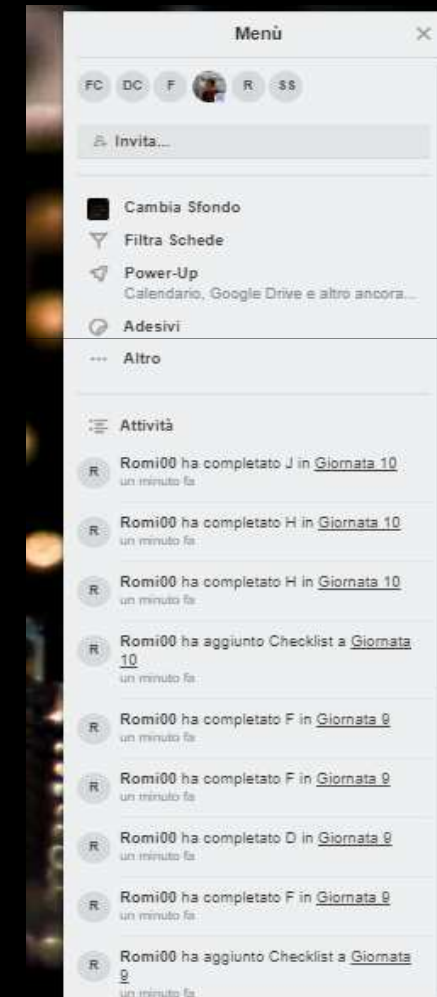 Menù
FC DC F R SS
Invita...
Cambia Sfondo
Filtra Schede
Power-Up
Calendario, Google Drive e altro ancora...
Adesivi
Altro
Attività
R Romi00 ha completato J in Giornata 10
un minuto fa
R Romi00 ha completato H in Giornata 10
un minuto fa
R Romi00 ha completato H in Giornata 10
un minuto fa
R Romi00 ha aggiunto Checklist a Giornata
10
un minuto fa
R Romi00 ha completato F in Giornata 9
un minuto fa
R Romi00 ha completato F in Giornata 9
un minuto fa
R Romi00 ha completato D in Giornata 9
un minuto fa
R Romi00 ha completato F in Giornata 9
un minuto fa
R Romi00 ha aggiunto Checklist a Giornata
9
un minuto fa